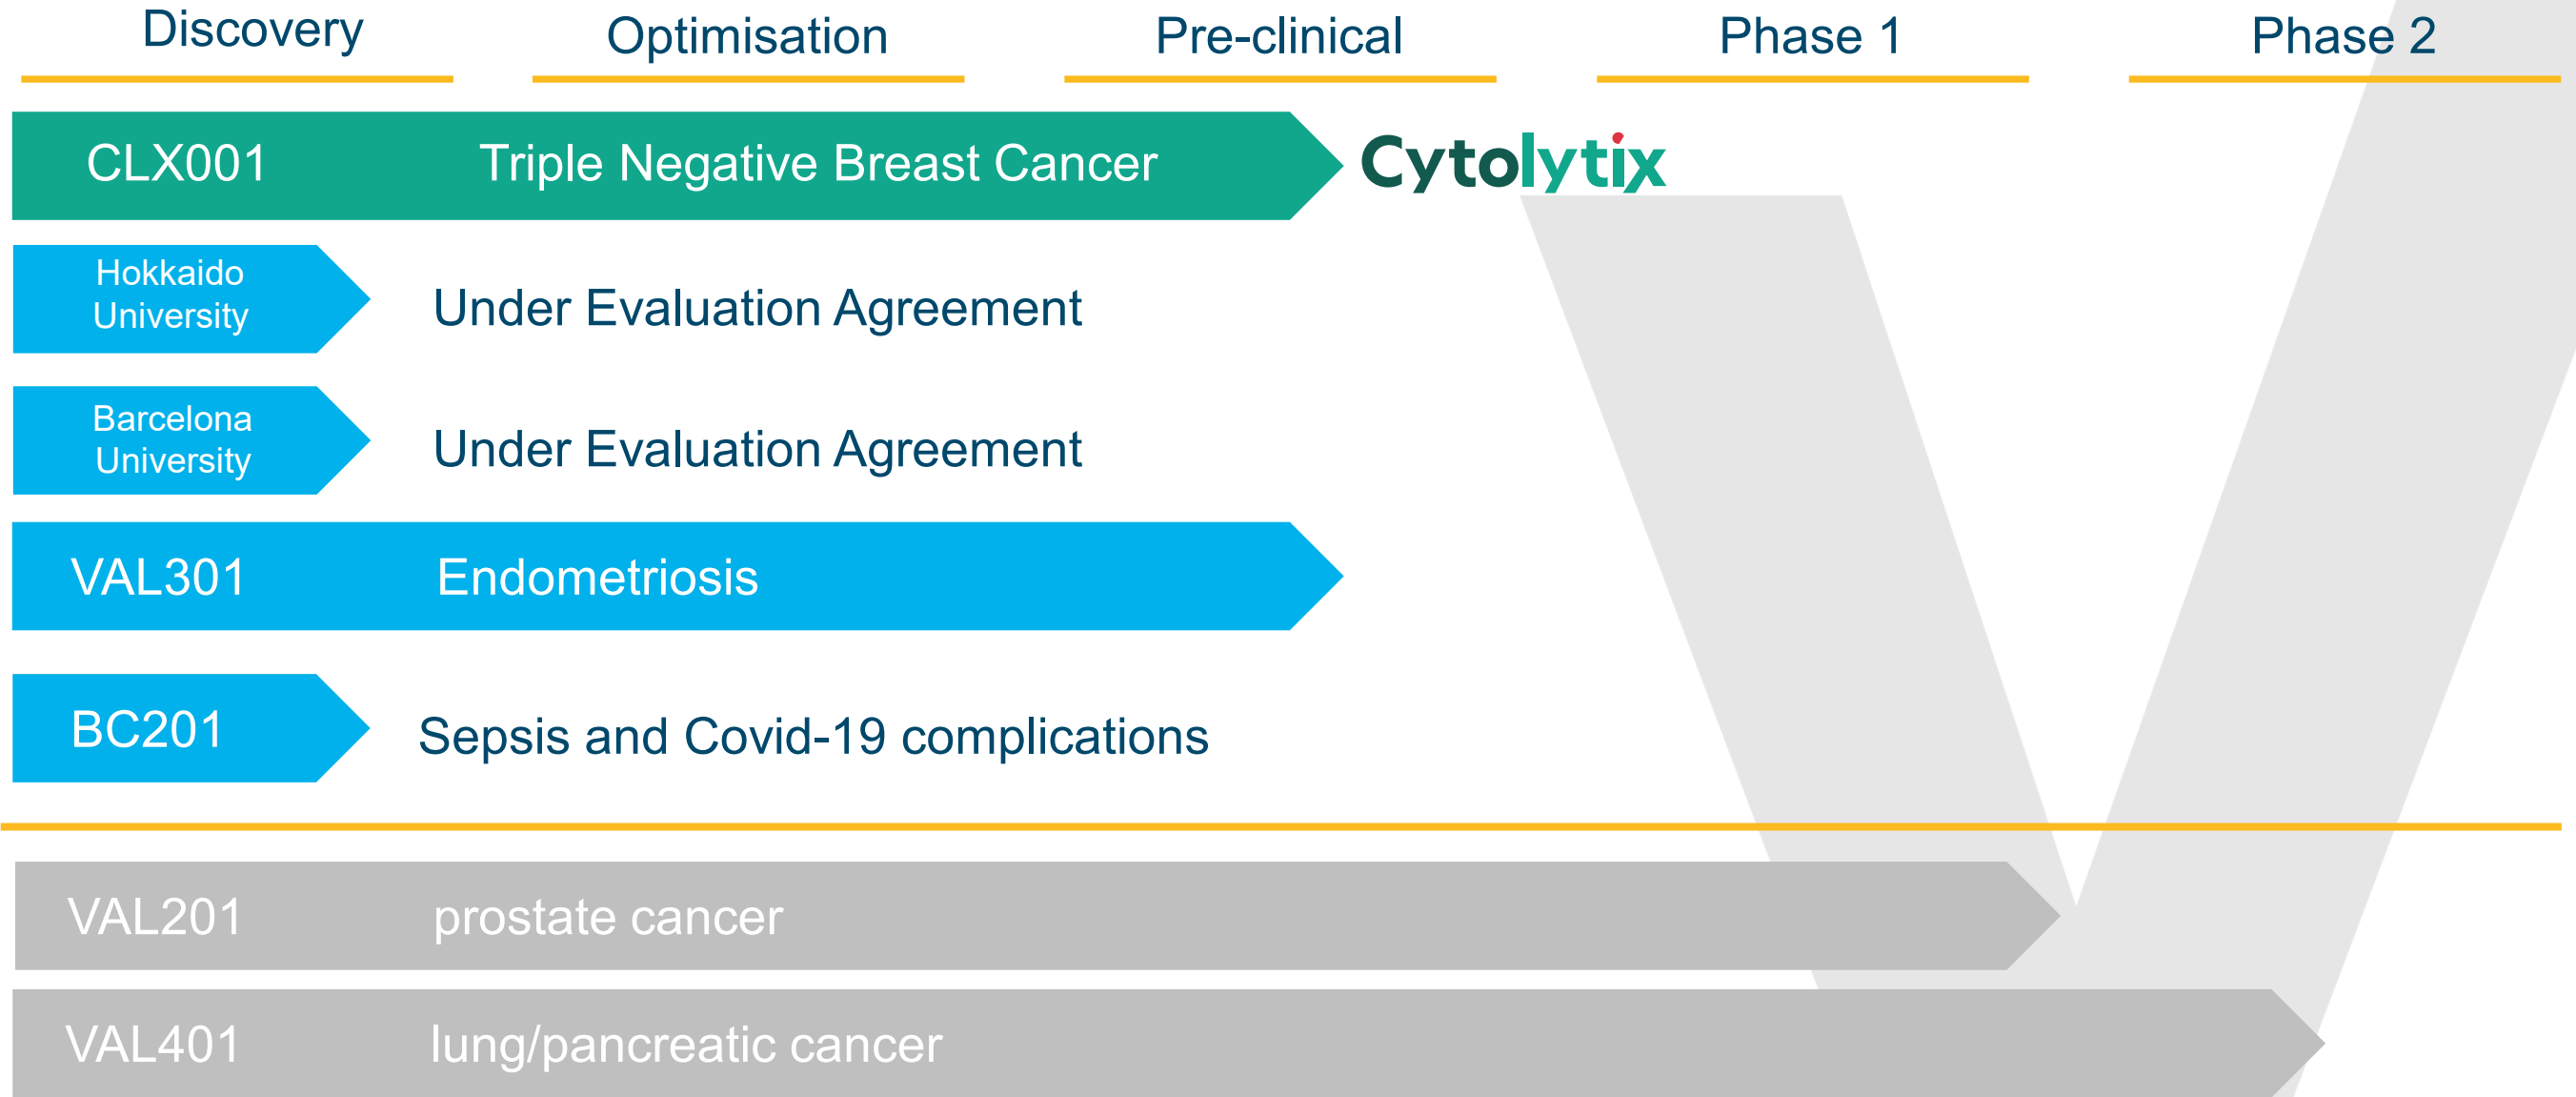 Discovery Optimisation Pre-clinical Phase 1 Phase 2
CLX001 Triple Negative Breast Cancer Cytolytix
Hokkaido
University
Under Evaluation Agreement
Barcelona
University
Under Evaluation Agreement
VAL301 Endometriosis
BC201 Sepsis and Covid-19 complications
VAL201 prostate cancer
VAL401 lung/pancreatic cancer